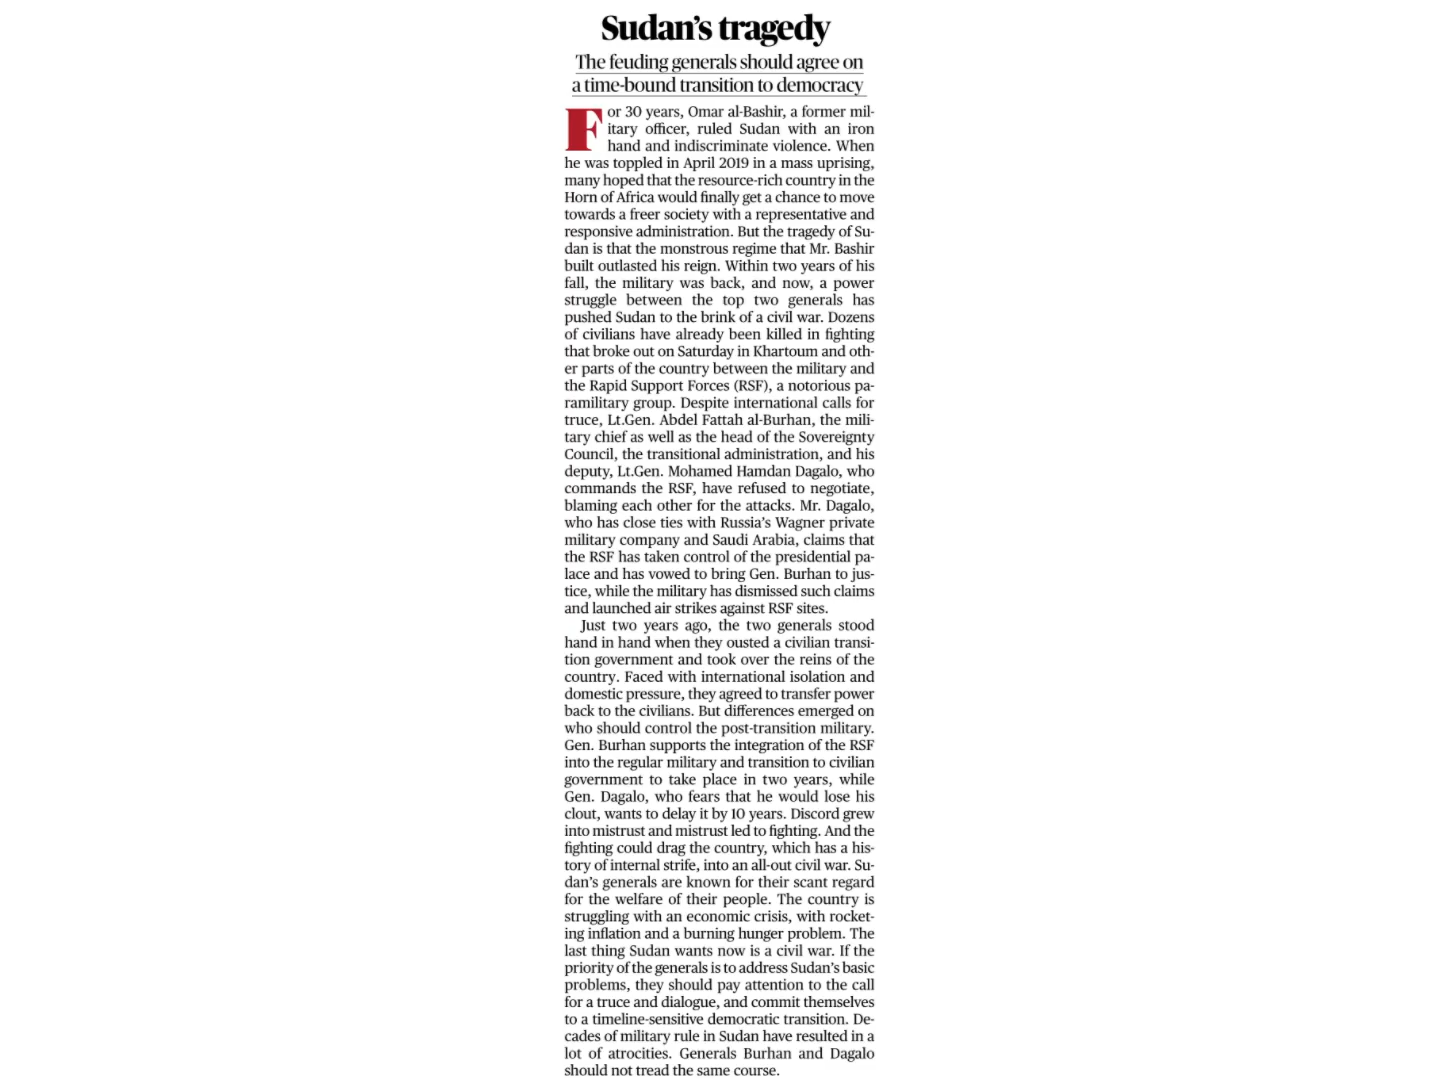 Sudan's tragedy
The feuding generals should agree on
a time-bound transition to democracy
For 30 years, Omar al-Bashir, a former mil-
itary officer, ruled Sudan with an iron
hand and indiscriminate violence. When
he was toppled in April 2019 in a mass uprising,
many hoped that the resource-rich country in the
Horn of Africa would finally get a chance to move
towards a freer society with a representative and
responsive administration. But the tragedy of Su-
dan is that the monstrous regime that Mr. Bashir
built outlasted his reign. Within two years of his
fall, the military was back, and now, a power
struggle between the top two generals has
pushed Sudan to the brink of a civil war. Dozens
of civilians have already been killed in fighting
that broke out on Saturday in Khartoum and oth-
er parts of the country between the military and
the Rapid Support Forces (RSF), a notorious pa-
ramilitary group. Despite international calls for
truce, Lt.Gen. Abdel Fattah al-Burhan, the mili-
tary chief as well as the head of the Sovereignty
Council, the transitional administration, and his
deputy, Lt.Gen. Mohamed Hamdan Dagalo, who
commands the RSF, have refused to negotiate,
blaming each other for the attacks. Mr. Dagalo,
who has close ties with Russia's Wagner private
military company and Saudi Arabia, claims that
the RSF has taken control of the presidential pa-
lace and has vowed to bring Gen. Burhan to jus-
tice, while the military has dismissed such claims
and launched air strikes against RSF sites.
Just two years ago, the two generals stood
hand in hand when they ousted a civilian transi-
tion government and took over the reins of the
country. Faced with international isolation and
domestic pressure, they agreed to transfer power
back to the civilians. But differences emerged on
who should control the post-transition military.
Gen. Burhan supports the integration of the RSF
into the regular military and transition to civilian
government to take place in two years, while
Gen. Dagalo, who fears that he would lose his
clout, wants to delay it by 10 years. Discord grew
into mistrust and mistrust led to fighting. And the
fighting could drag the country, which has a his-
tory of internal strife, into an all-out civil war. Su-
dan's generals are known for their scant regard
for the welfare of their people. The country is
struggling with an economic crisis, with rocket-
ing inflation and a burning hunger problem. The
last thing Sudan wants now is a civil war. If the
priority of the generals is to address Sudan's basic
problems, they should pay attention to the call
for a truce and dialogue, and commit themselves
to a timeline-sensitive democratic transition. De-
cades of military rule in Sudan have resulted in a
lot of atrocities. Generals Burhan and Dagalo
should not tread the same course.